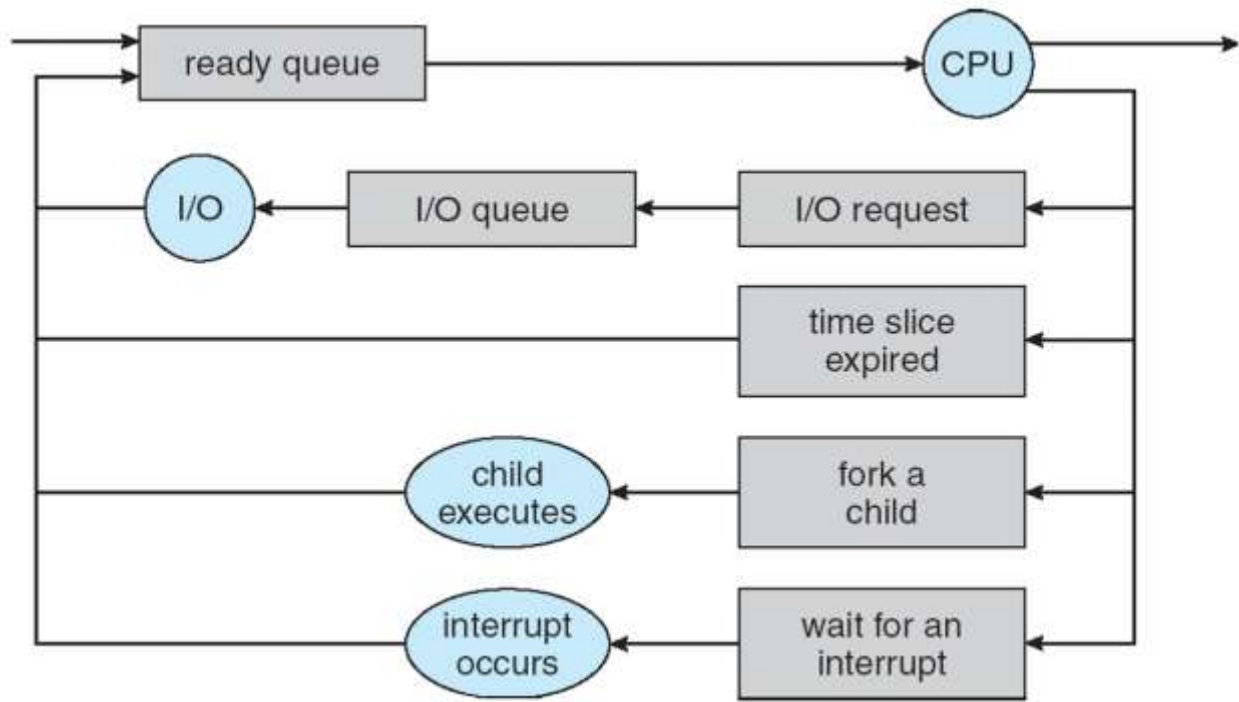 ready queue
CPU
I/O
I/O queue
I/O request
time slice
expired
child
executes
fork a
child
interrupt
occurs
wait for an
interrupt